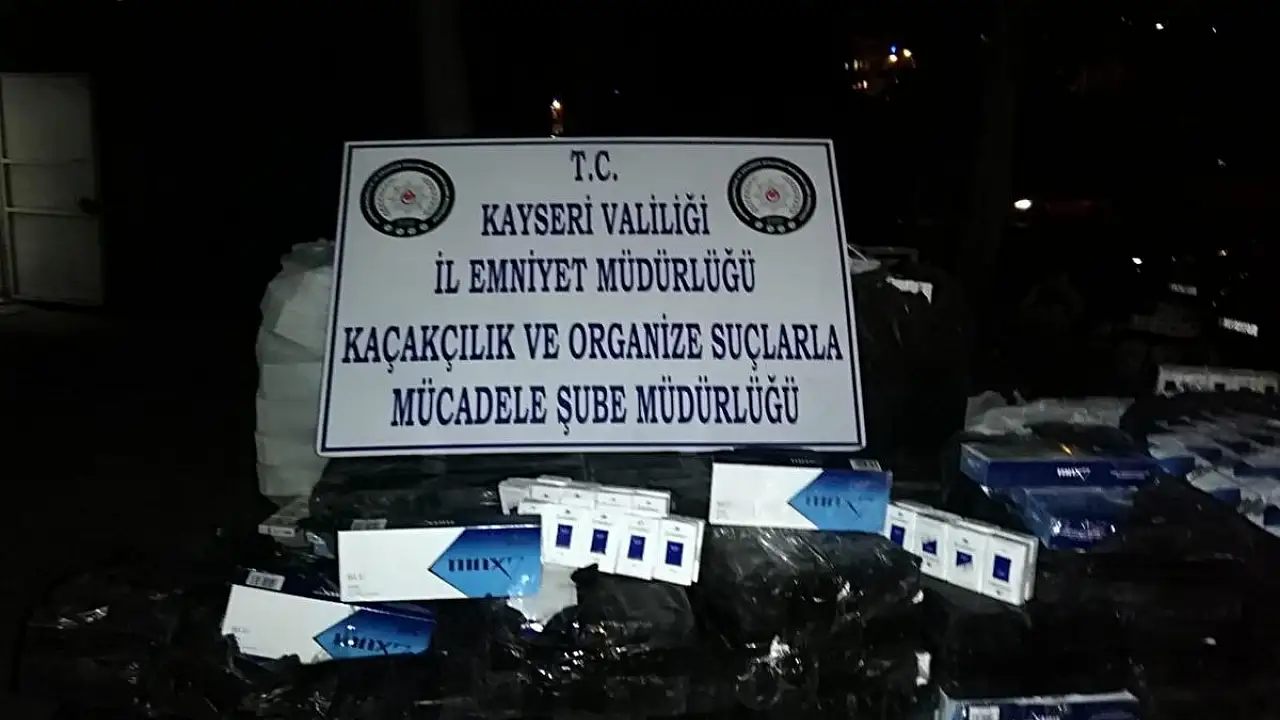 T.C.
KAYSERİ VALİLİĞİ
İL EMNİYET MÜDÜRLÜĞÜ
KAÇAKÇILIK VE ORGANİZE SUÇLARLA
MÜCADELE ŞUBE MÜDÜRLÜĞÜ